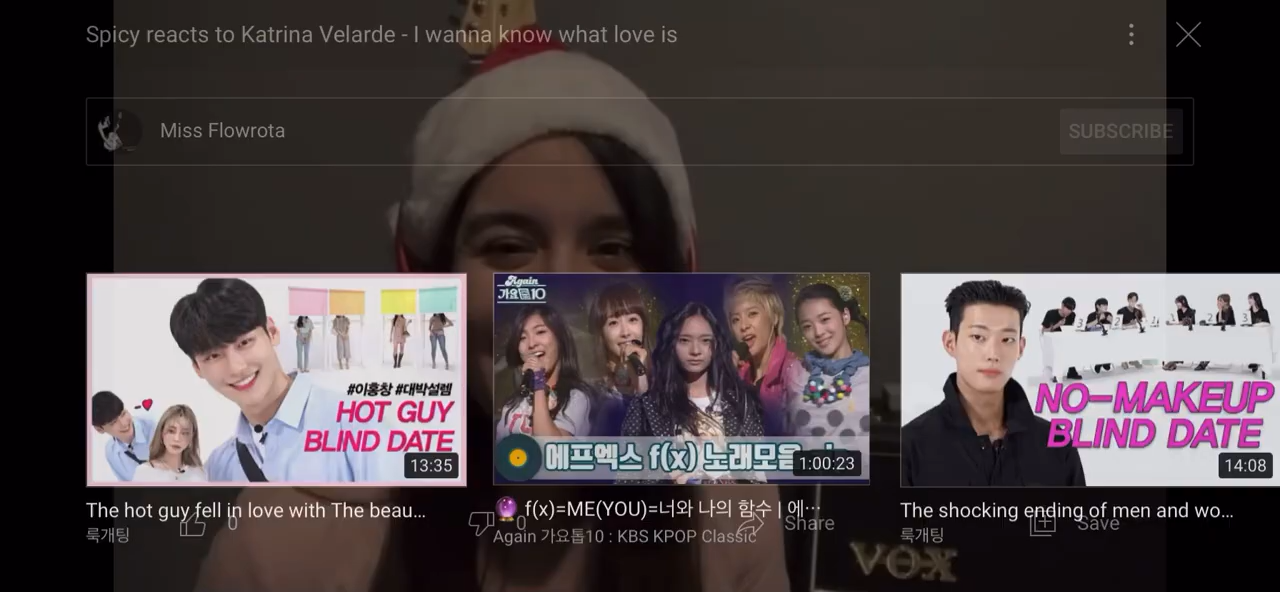 Spicy reacts to Katrina Velarde - I wanna know what love is
Miss Flowrota
SUBSCRIBE
#이홍창 #대박설렘
HOT GUY
BLIND DATE
13:35
The hot guy fell in love with The beau…
룩개팅
0
Again
가요톱10
에프엑스 f(x) 노래모음
1:00:23
🔮 f(x)=ME(YOU)=너와 나의 함수 | 에…
Again 가요톱10 : KBS KPOP Classic
0
Share
NO-MAKEUP
BLIND DATE
14:08
The shocking ending of men and wo…
룩개팅
Save
VOX